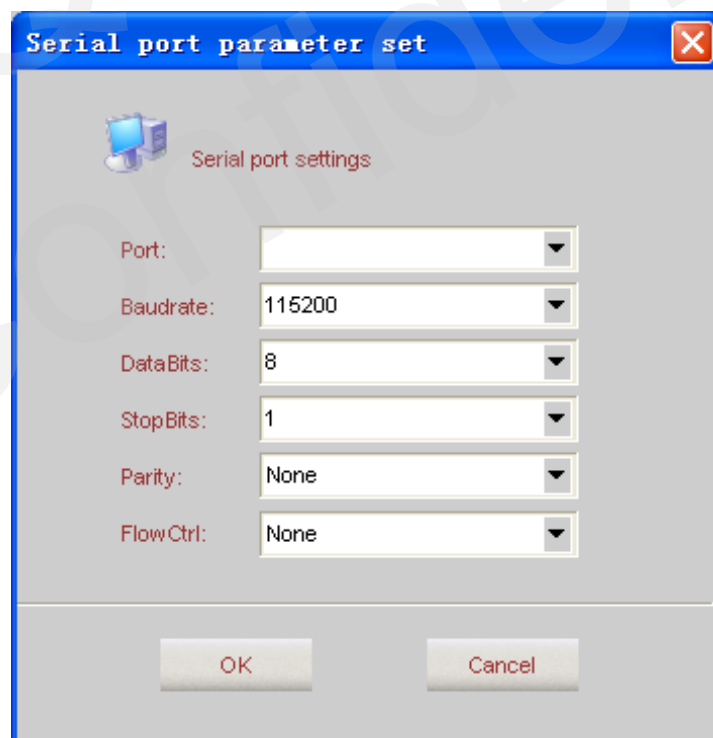 Serial port parameter set
Serial port settings
Port:
Baudrate: 115200
DataBits: 8
StopBits: 1
Parity: None
FlowCtrl: None
OK Cancel